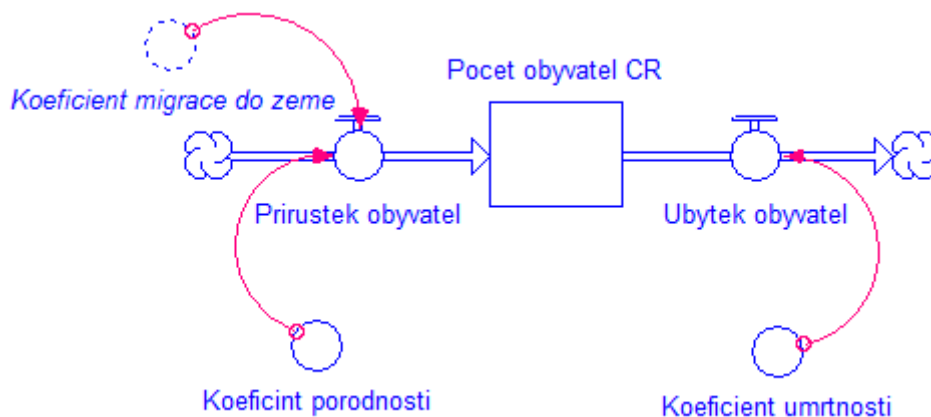 Pocet obyvatel CR
Koeficient migrace do zeme
Prirustek obyvatel
Ubytek obyvatel
Koeficint porodnosti
Koeficient umrtnosti